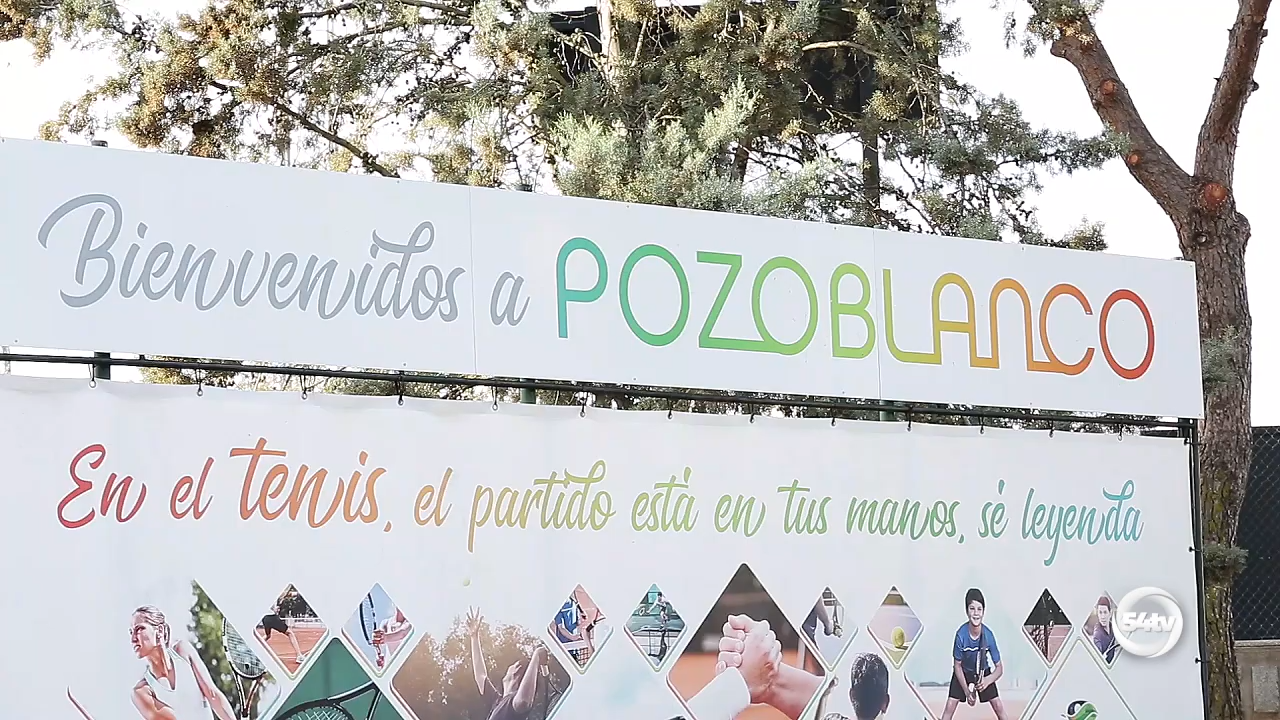 Bienvenidos a POZOBLANCO
En el tenis, el partido está en tus manos, sé leyenda
54tv